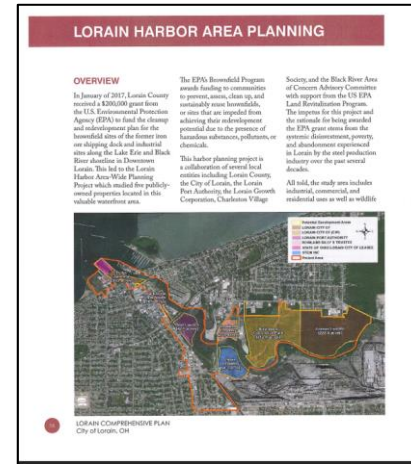 LORAIN HARBOR AREA PLANNING
OVERVIEW
In January of 2017, Lorain County
received a $200,000 grant from
the U.S. Environmental Protection
Agency (EPA) to fund the cleanup
and redevelopment plan for the
brownfield sites of the former iron
ore shipping dock and industrial
sites along the Lake Erie and Black
River shoreline in Downtown
Lorain. This led to the Lorain
Harbor Area-Wide Planning
Project which studied five publicly-
owned properties located in this
valuable waterfront area.
The EPA's Brownfield Program
awards funding to communities
to prevent, assess, clean up, and
sustainably reuse brownfields,
or sites that are impeded from
achieving their redevelopment
potential due to the presence of
hazardous substances, pollutants, or
chemicals.
This harbor planning project is
a collaboration of several local
entities including Lorain County,
the City of Lorain, the Lorain
Port Authority, the Lorain Growth
Corporation, Charleston Village
Society, and the Black River Area
of Concern Advisory Committee
with support from the US EPA
Land Revitalization Program.
The impetus for this project and
the rationale for being awarded
the EPA grant stems from the
systemic disinvestment, poverty,
and abandonment experienced
in Lorain by the steel production
industry over the past several
decades.
All told, the study area includes
industrial, commercial, and
residential uses as well as wildlife
LORAIN PORT AUTHORITY
Project Area
LORAIN COMPREHENSIVE PLAN
City of Lorain, OH